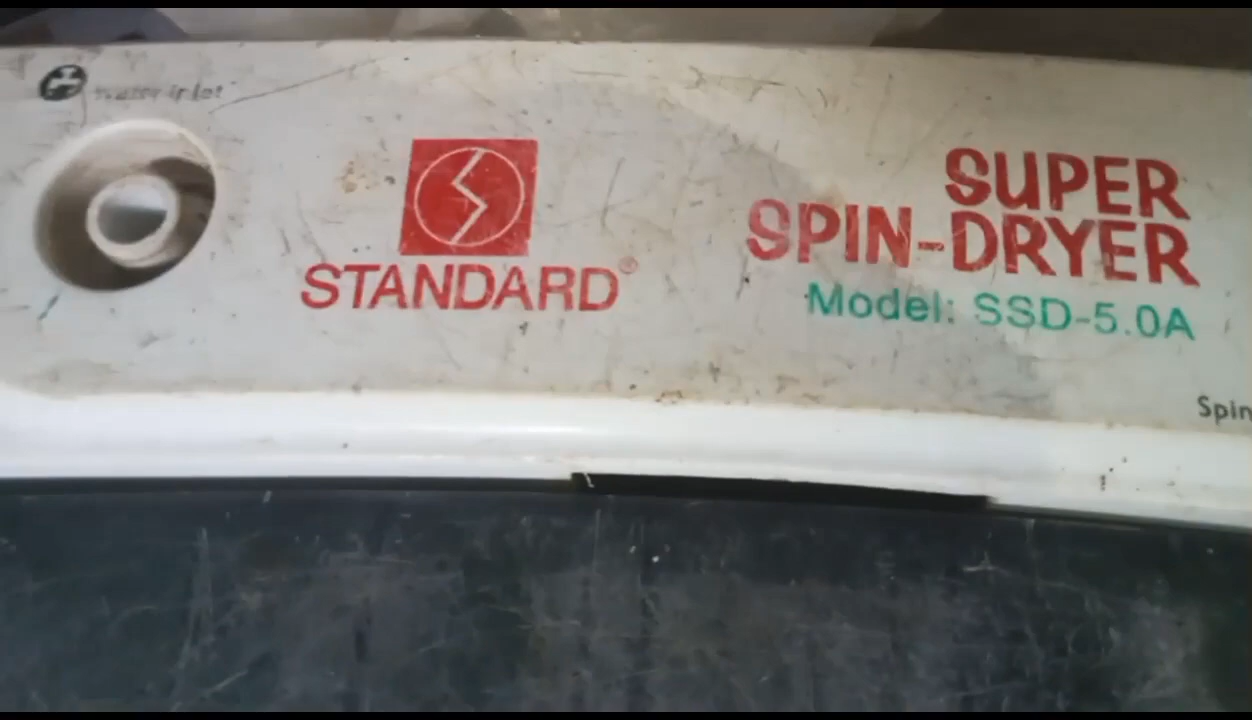 water inlet
STANDARD®
SUPER
SPIN-DRYER
Model: SSD-5.0A
Spin